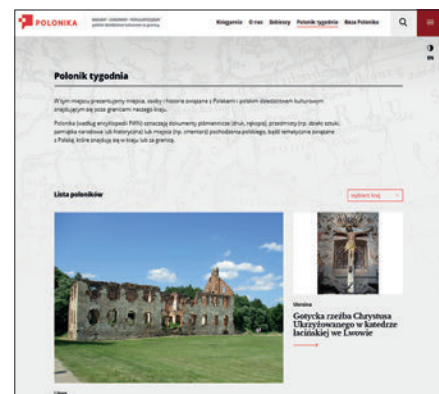 POLONIKA
Księgarnia O nas Sobiescy Polonik tygodnia Baza Polonika
EN
Polonik tygodnia
W tym miejscu prezentujemy miejsca, osoby i historie związane z Polakami i polskim dziedzictwem kulturowym
znajdującym się poza granicami naszego kraju.
Polonika (według encyklopedii PWN) oznaczają dokumenty piśmiennicze (druk, rękopis), przedmioty (np. dzieło sztuki,
pamiątka narodowa lub historyczna) lub miejsca (np. cmentarz) pochodzenia polskiego, bądź tematycznie związane
z Polską, które znajdują się w kraju lub za granicą.
Lista poloników
wybierz kraj
Ukraina
Gotycka rzeźba Chrystusa
Ukrzyżowanego w katedrze
łacińskiej we Lwowie